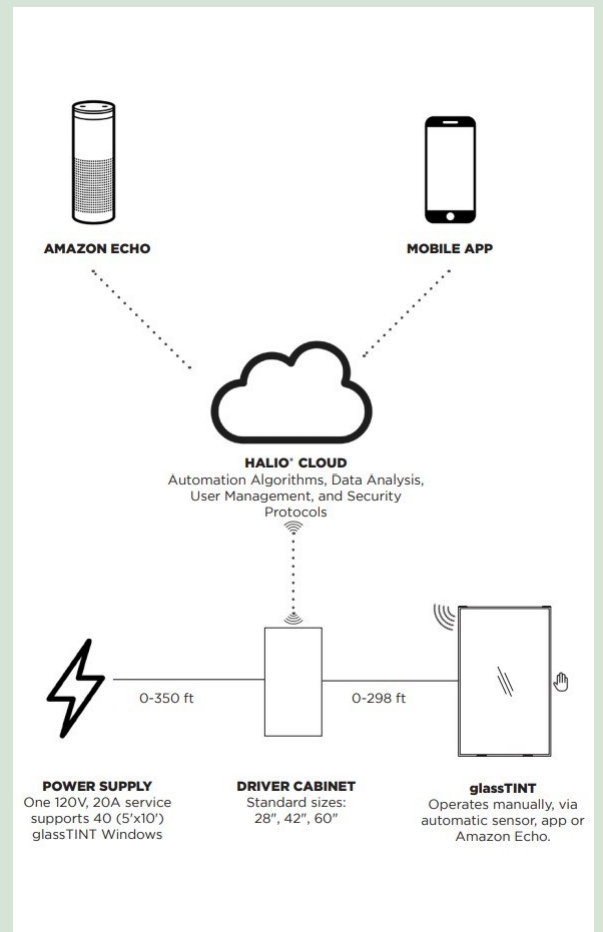 AMAZON ECHO
MOBILE APP
HALIO® CLOUD
Automation Algorithms, Data Analysis,
User Management, and Security
Protocols
0-350 ft
0-298 ft
POWER SUPPLY
One 120V, 20A service
supports 40 (5'x10')
glassTINT Windows
DRIVER CABINET
Standard sizes:
28", 42", 60"
glassTINT
Operates manually, via
automatic sensor, app or
Amazon Echo.